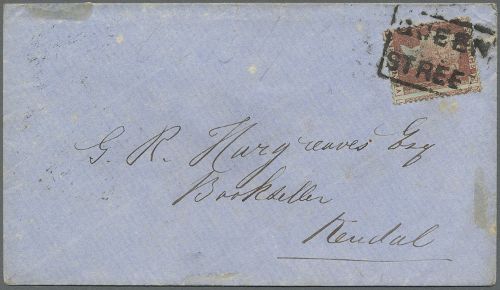 QUEEN
STREE
G. R. Hargreaves Esq
Bookseller
Kendal